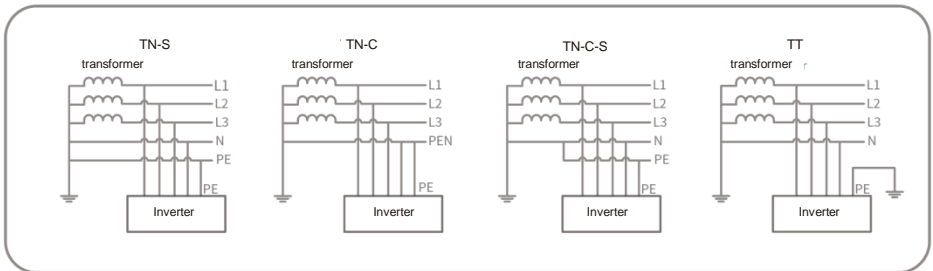 TN-S
transformer
L1
L2
L3
N
PE
PE
Inverter
TN-C
transformer
L1
L2
L3
PEN
PE
Inverter
TN-C-S
transformer
L1
L2
L3
N
PE
PE
Inverter
TT
transformer
L1
L2
L3
N
PE
Inverter